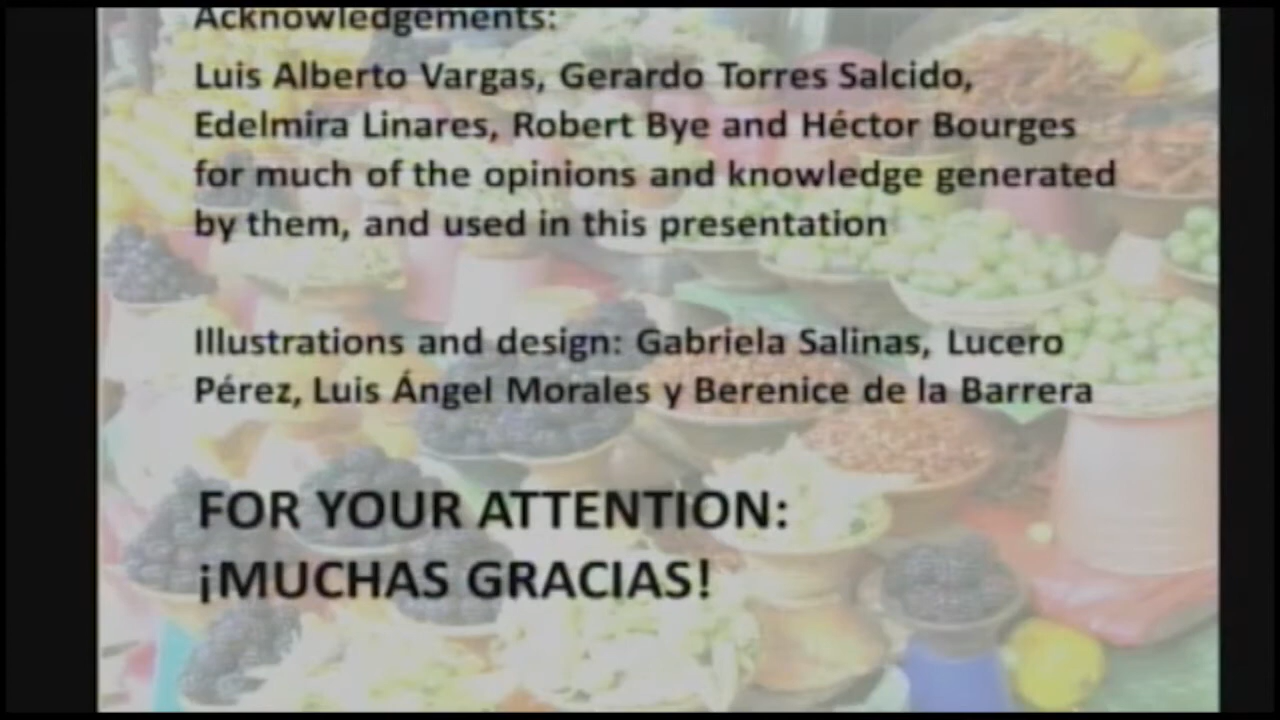 Acknowledgements:
Luis Alberto Vargas, Gerardo Torres Salcido,
Edelmira Linares, Robert Bye and Héctor Bourges
for much of the opinions and knowledge generated
by them, and used in this presentation
Illustrations and design: Gabriela Salinas, Lucero
Pérez, Luis Ángel Morales y Berenice de la Barrera
FOR YOUR ATTENTION:
¡MUCHAS GRACIAS!